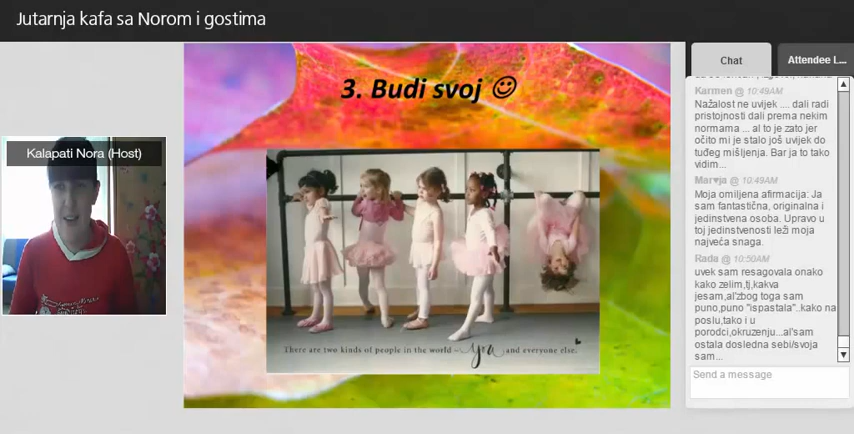 Jutarnja kafa sa Norom i gostima
Kalapati Nora (Host)
3. Budi svoj ☺
There are two kinds of people in the world – You and everyone else.
Chat
Attendee L...
Karmen @ 10:49AM
Nažalost ne uvijek .... dali radi
pristojnosti dali prema nekim
normama ... al to je zato jer
očito mi je stalo još uvijek do
tuđeg mišljenja. Bar ja to tako
vidim...
Mar♥ja @ 10:49AM
Moja omiljena afirmacija: Ja
sam fantastična, originalna i
jedinstvena osoba. Upravo u
toj jedinstvenosti leži moja
najveća snaga.
Rada @ 10:50AM
uvek sam resagovala onako
kako zelim,tj,kakva
jesam,al'zbog toga sam
puno,puno "ispastala"..kako na
poslu,tako i u
porodci,okruzenju...al'sam
ostala dosledna sebi/svoja
sam...
Send a message